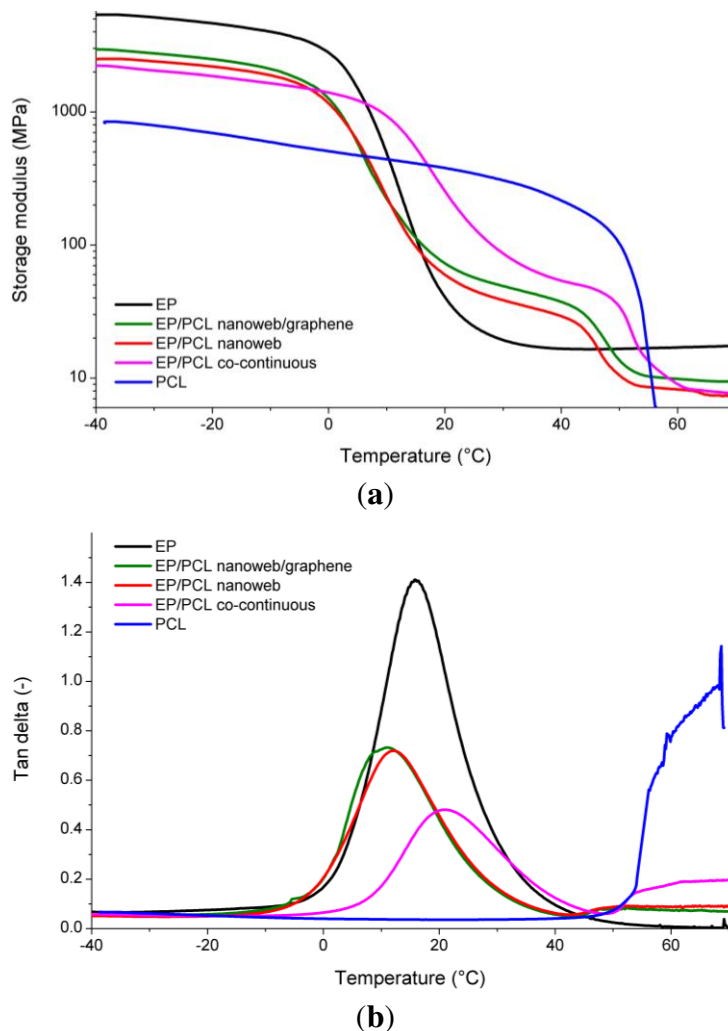 1000
100
10
Storage modulus (MPa)
EP
EP/PCL nanoweb/graphene
EP/PCL nanoweb
EP/PCL co-continuous
PCL
-40 -20 0 20 40 60
Temperature (°C)
(a)
EP
EP/PCL nanoweb/graphene
EP/PCL nanoweb
EP/PCL co-continuous
PCL
1.4
1.2
1.0
0.8
0.6
0.4
0.2
0.0
Tan delta (-)
-40 -20 0 20 40 60
Temperature (°C)
(b)